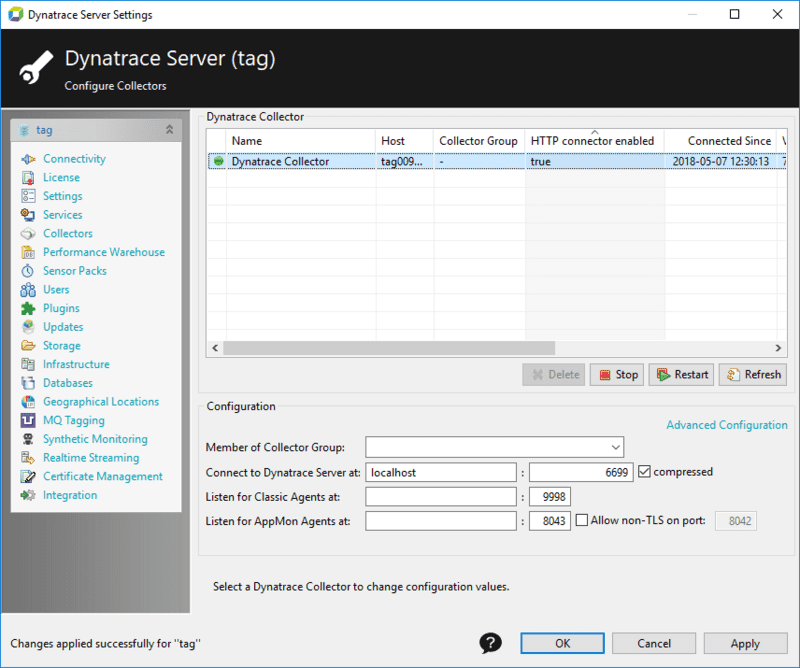 Dynatrace Server Settings
Dynatrace Server (tag)
Configure Collectors
tag
Connectivity
License
Settings
Services
Collectors
Performance Warehouse
Sensor Packs
Users
Plugins
Updates
Storage
Infrastructure
Databases
Geographical Locations
MQ Tagging
Synthetic Monitoring
Realtime Streaming
Certificate Management
Integration
Dynatrace Collector
Name Host Collector Group HTTP connector enabled Connected Since
Dynatrace Collector tag009... - true 2018-05-07 12:30:13 7
Delete Stop Restart Refresh
Configuration
Advanced Configuration
Member of Collector Group:
Connect to Dynatrace Server at: localhost : 6699 compressed
Listen for Classic Agents at: : 9998
Listen for AppMon Agents at: : 8043 Allow non-TLS on port: 8042
Select a Dynatrace Collector to change configuration values.
Changes applied successfully for "tag"
? OK Cancel Apply